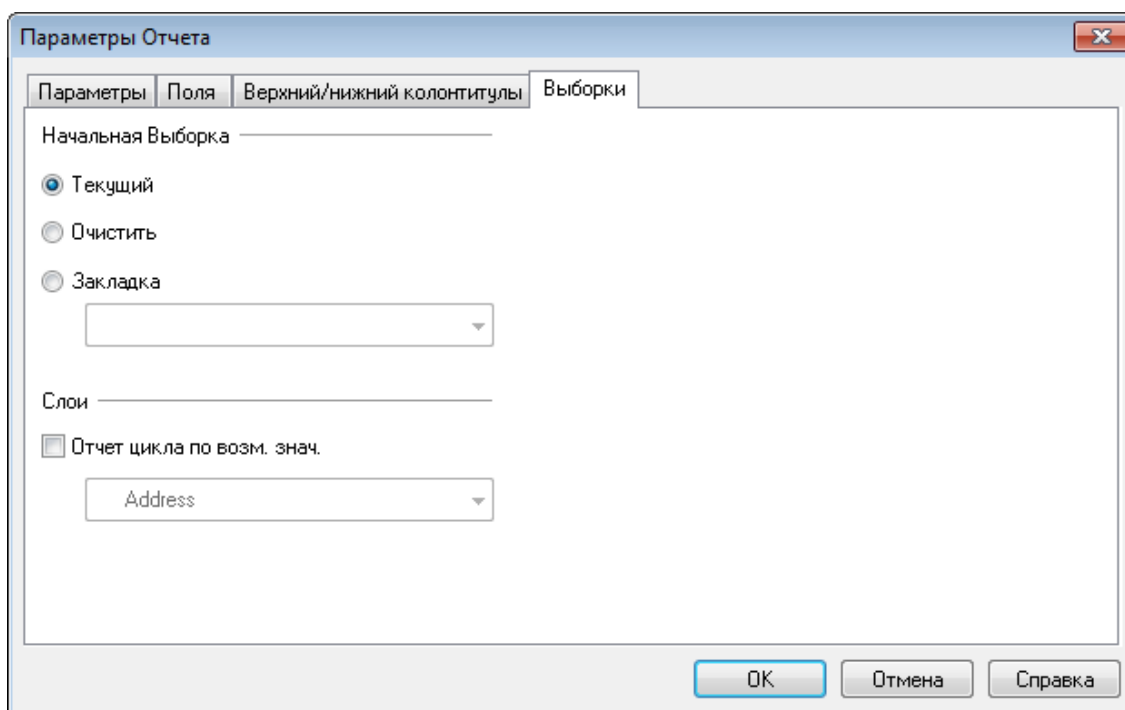 Параметры Отчета
Параметры Поля Верхний/нижний колонтитулы Выборки
Начальная Выборка
Текущий
Очистить
Закладка
Слои
Отчет цикла по возм. знач.
Address
OK Отмена Справка